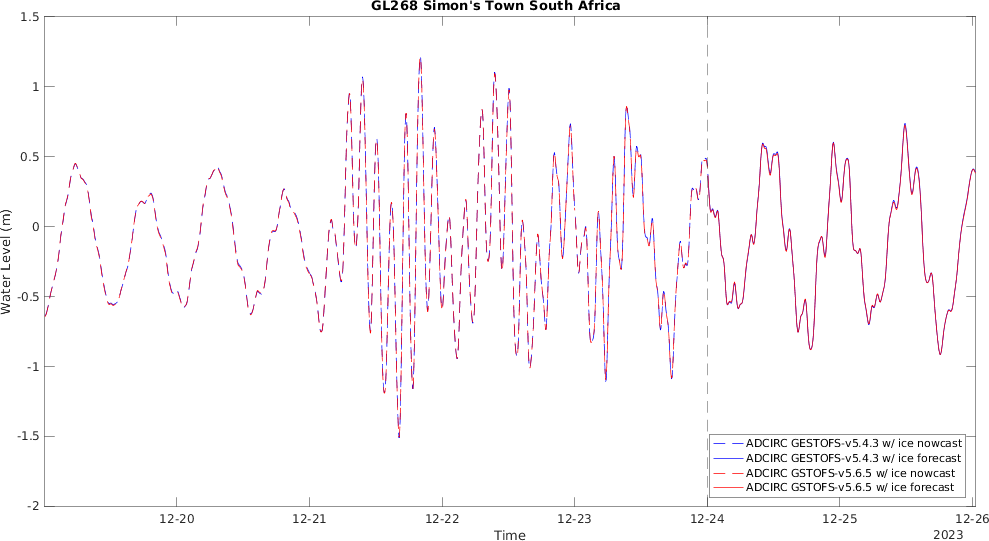 GL268 Simon's Town South Africa
1.5
1
0.5
0
-0.5
-1
-1.5
-2
Water Level (m)
12-20
12-21
12-22
12-23
12-24
12-25
12-26
Time
2023
ADCIRC GESTOFS-v5.4.3 w/ ice nowcast
ADCIRC GESTOFS-v5.4.3 w/ ice forecast
ADCIRC GSTOFS-v5.6.5 w/ ice nowcast
ADCIRC GSTOFS-v5.6.5 w/ ice forecast